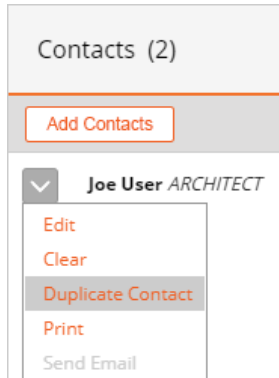 Contacts (2)
Add Contacts
Joe User ARCHITECT
Edit
Clear
Duplicate Contact
Print
Send Email